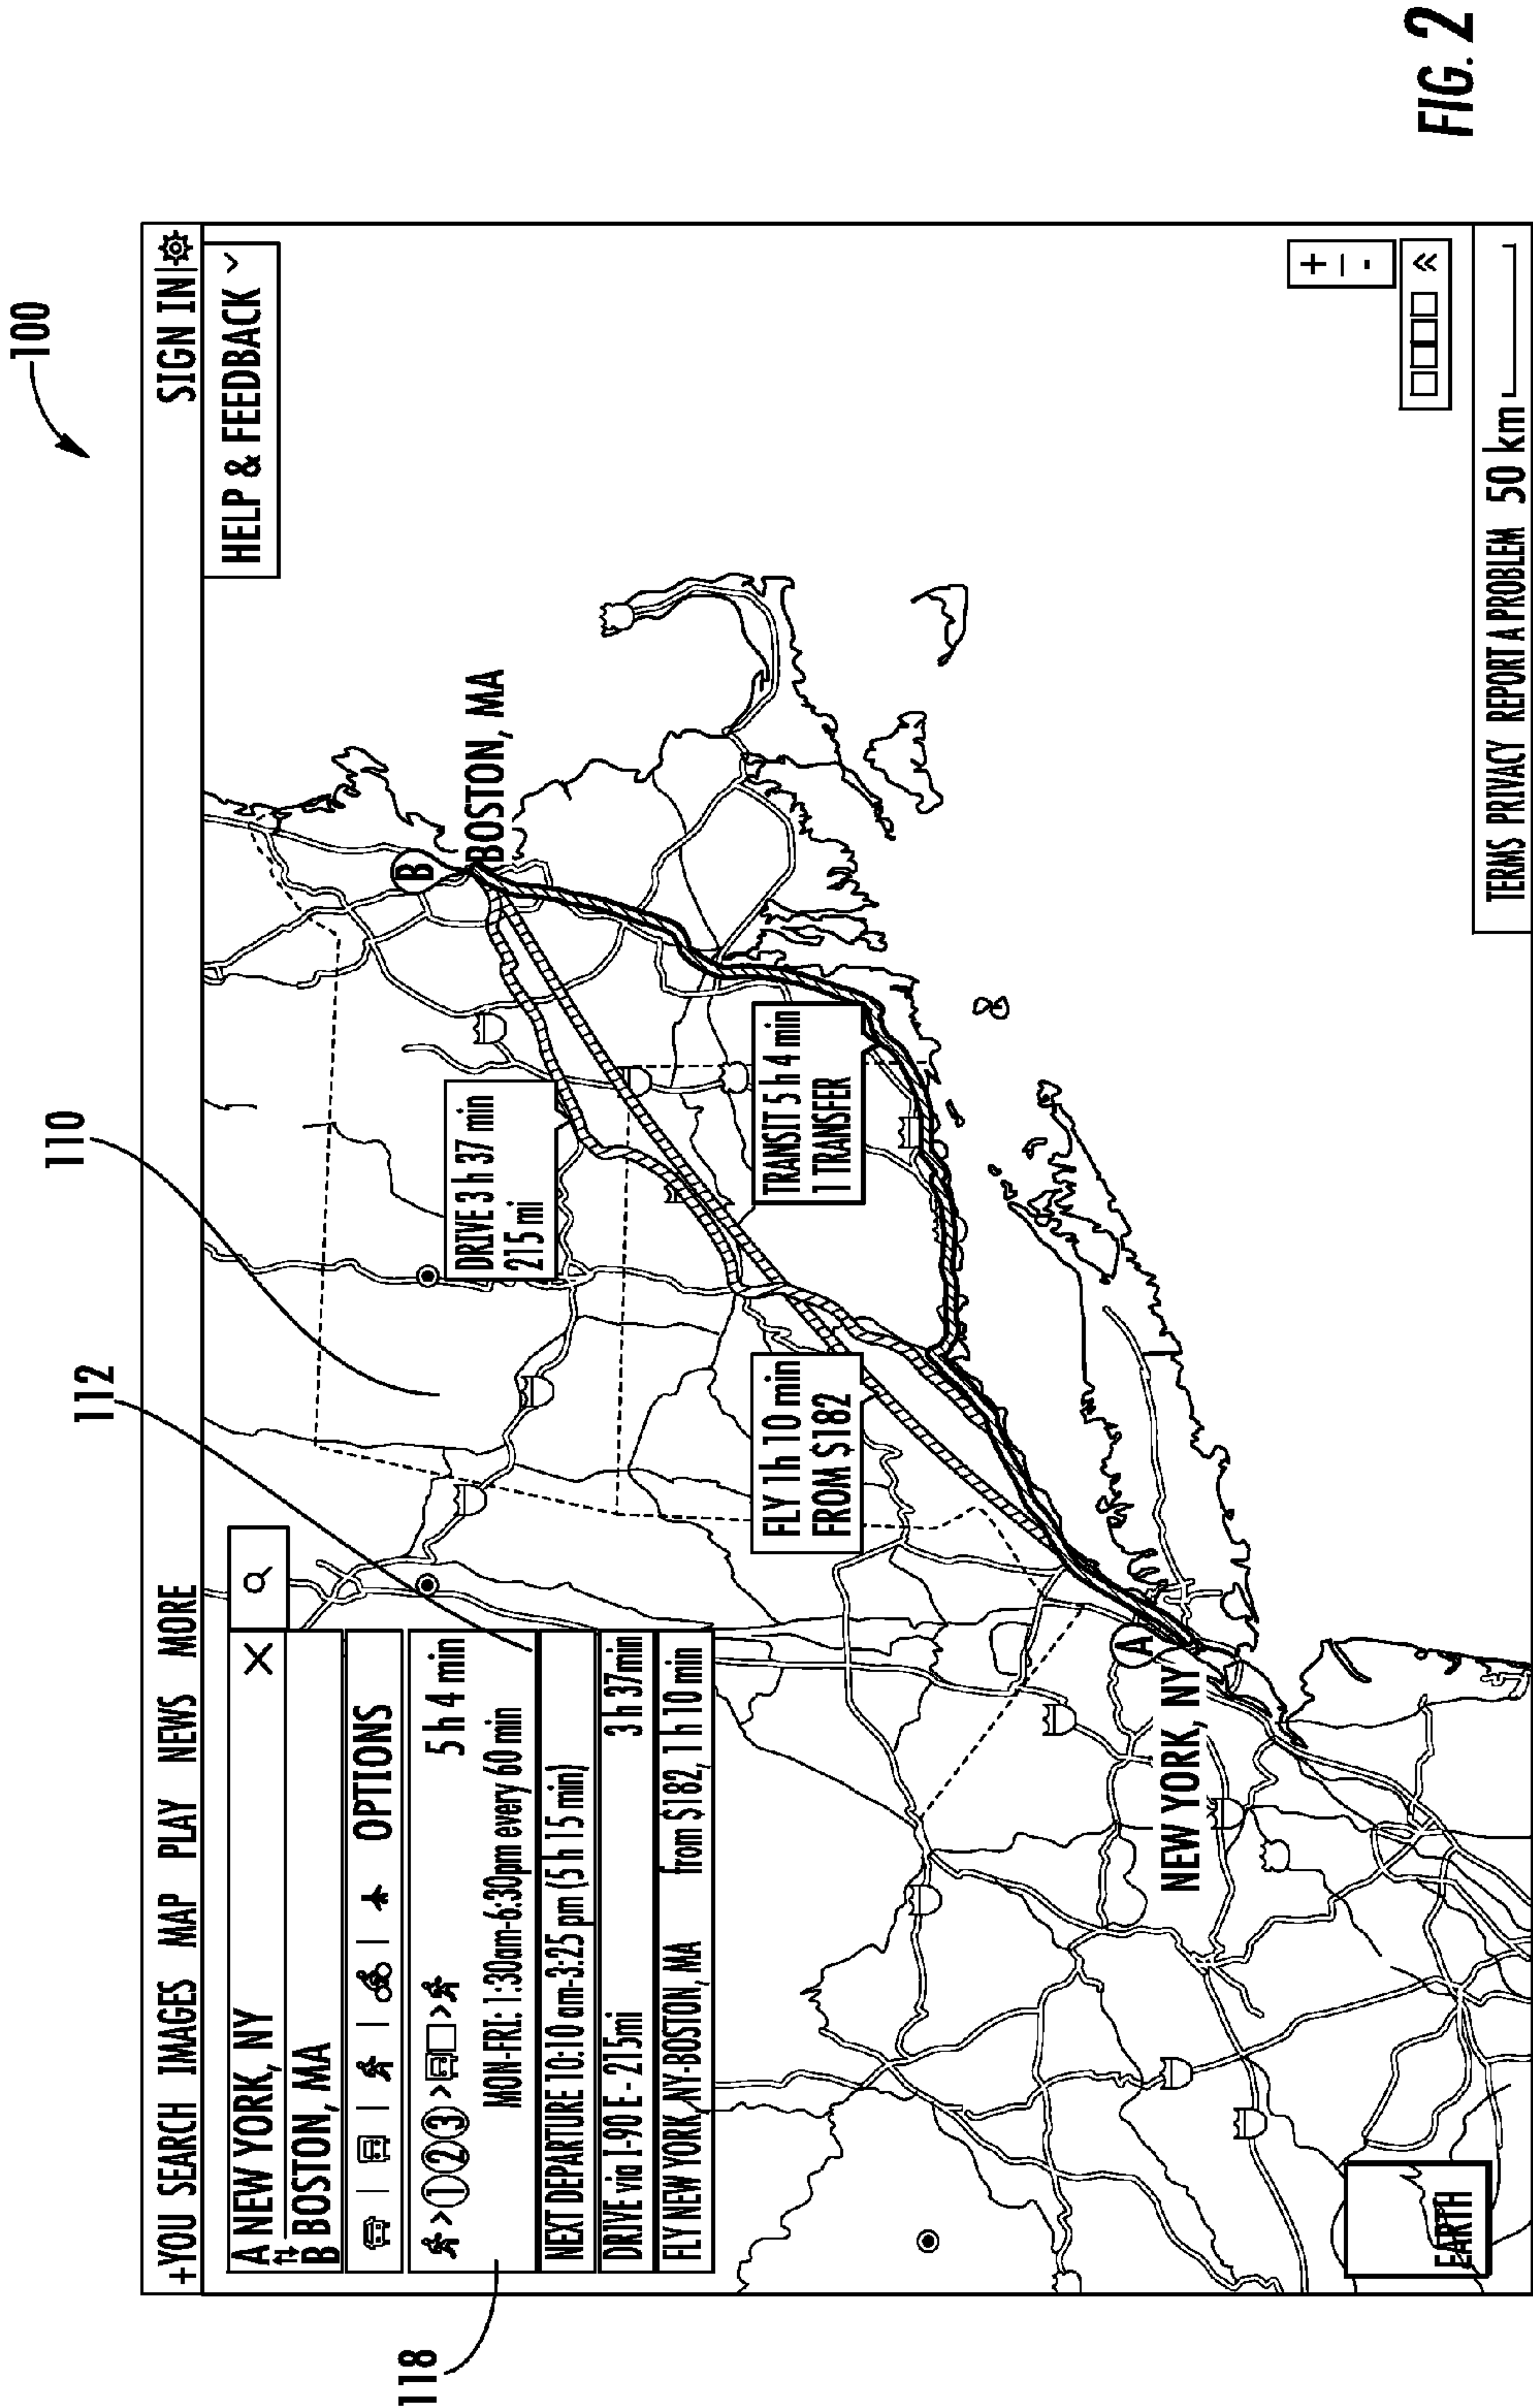 100
110
112
118
+YOU SEARCH IMAGES MAP PLAY NEWS MORE
SIGN IN
A NEW YORK, NY
X
B BOSTON, MA
HELP & FEEDBACK
OPTIONS
1 2 3
5 h 4 min
MON-FRI: 1:30am-6:30pm every 60 min
NEXT DEPARTURE 10:10 am-3:25 pm (5 h 15 min)
DRIVE via I-90 E - 215mi
3 h 37min
FLY NEW YORK, NY-BOSTON, MA
from $182, 1 h 10 min
B
BOSTON, MA
DRIVE 3 h 37 min
215 mi
FLY 1h 10 min
FROM $182
TRANSIT 5 h 4 min
1 TRANSFER
A
NEW YORK, NY
+
-
EARTH
TERMS PRIVACY REPORT A PROBLEM 50 km
FIG. 2